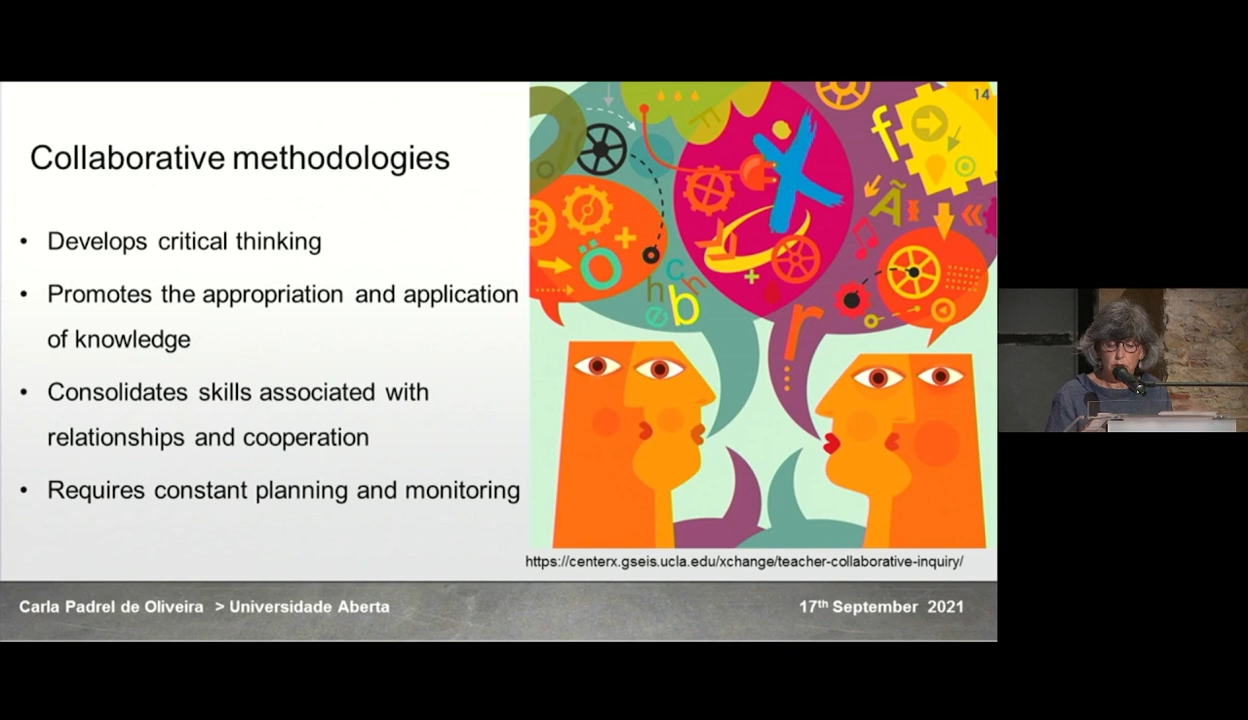 14
Collaborative methodologies
• Develops critical thinking
• Promotes the appropriation and application
of knowledge
• Consolidates skills associated with
relationships and cooperation
• Requires constant planning and monitoring
F
X
f
Ã
Ö
c
h
h
b
e
r
https://centerx.gseis.ucla.edu/xchange/teacher-collaborative-inquiry/
Carla Padrel de Oliveira > Universidade Aberta
17th September 2021